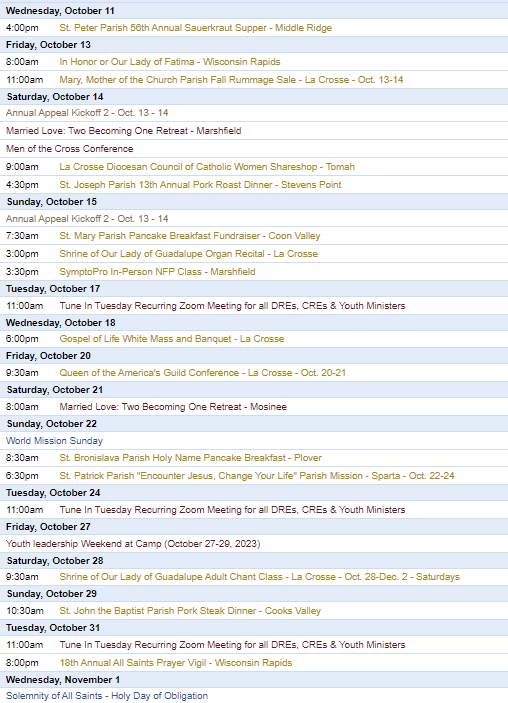 Wednesday, October 11
4:00pm St. Peter Parish 56th Annual Sauerkraut Supper - Middle Ridge
Friday, October 13
8:00am In Honor or Our Lady of Fatima - Wisconsin Rapids
11:00am Mary, Mother of the Church Parish Fall Rummage Sale - La Crosse - Oct. 13-14
Saturday, October 14
Annual Appeal Kickoff 2 - Oct. 13 - 14
Married Love: Two Becoming One Retreat - Marshfield
Men of the Cross Conference
9:00am La Crosse Diocesan Council of Catholic Women Shareshop - Tomah
4:30pm St. Joseph Parish 13th Annual Pork Roast Dinner - Stevens Point
Sunday, October 15
Annual Appeal Kickoff 2 - Oct. 13 - 14
7:30am St. Mary Parish Pancake Breakfast Fundraiser - Coon Valley
3:00pm Shrine of Our Lady of Guadalupe Organ Recital - La Crosse
3:30pm SymptoPro In-Person NFP Class - Marshfield
Tuesday, October 17
11:00am Tune In Tuesday Recurring Zoom Meeting for all DREs, CREs & Youth Ministers
Wednesday, October 18
6:00pm Gospel of Life White Mass and Banquet - La Crosse
Friday, October 20
9:30am Queen of the America's Guild Conference - La Crosse - Oct. 20-21
Saturday, October 21
8:00am Married Love: Two Becoming One Retreat - Mosinee
Sunday, October 22
World Mission Sunday
8:30am St. Bronislava Parish Holy Name Pancake Breakfast - Plover
6:30pm St. Patrick Parish "Encounter Jesus, Change Your Life" Parish Mission - Sparta - Oct. 22-24
Tuesday, October 24
11:00am Tune In Tuesday Recurring Zoom Meeting for all DREs, CREs & Youth Ministers
Friday, October 27
Youth leadership Weekend at Camp (October 27-29, 2023)
Saturday, October 28
9:30am Shrine of Our Lady of Guadalupe Adult Chant Class - La Crosse - Oct. 28-Dec. 2 - Saturdays
Sunday, October 29
10:30am St. John the Baptist Parish Pork Steak Dinner - Cooks Valley
Tuesday, October 31
11:00am Tune In Tuesday Recurring Zoom Meeting for all DREs, CREs & Youth Ministers
8:00pm 18th Annual All Saints Prayer Vigil - Wisconsin Rapids
Wednesday, November 1
Solemnity of All Saints - Holy Day of Obligation